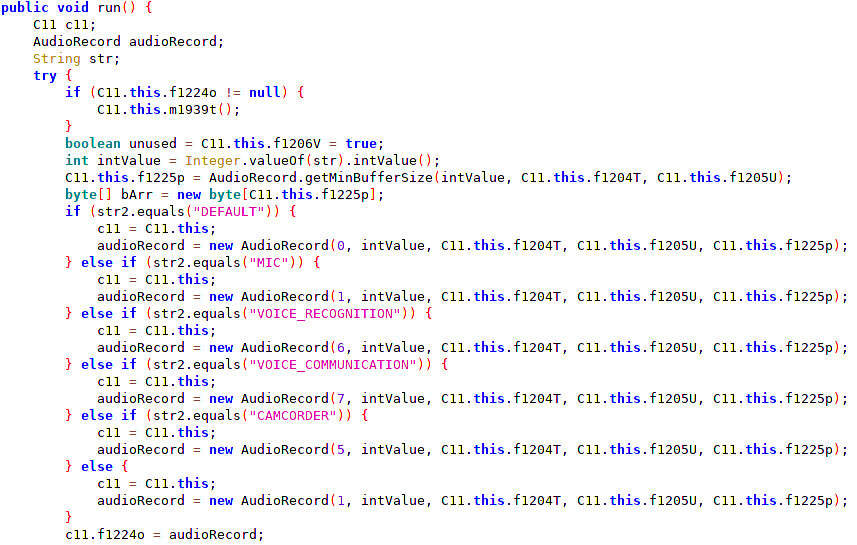 public void run() {
    C11 c11;
    AudioRecord audioRecord;
    String str;
    try {
        if (C11.this.f1224o != null) {
            C11.this.m1939t();
        }
        boolean unused = C11.this.f1206V = true;
        int intValue = Integer.valueOf(str).intValue();
        C11.this.f1225p = AudioRecord.getMinBufferSize(intValue, C11.this.f1204T, C11.this.f1205U);
        byte[] bArr = new byte[C11.this.f1225p];
        if (str2.equals("DEFAULT")) {
            c11 = C11.this;
            audioRecord = new AudioRecord(0, intValue, C11.this.f1204T, C11.this.f1205U, C11.this.f1225p);
        } else if (str2.equals("MIC")) {
            c11 = C11.this;
            audioRecord = new AudioRecord(1, intValue, C11.this.f1204T, C11.this.f1205U, C11.this.f1225p);
        } else if (str2.equals("VOICE_RECOGNITION")) {
            c11 = C11.this;
            audioRecord = new AudioRecord(6, intValue, C11.this.f1204T, C11.this.f1205U, C11.this.f1225p);
        } else if (str2.equals("VOICE_COMMUNICATION")) {
            c11 = C11.this;
            audioRecord = new AudioRecord(7, intValue, C11.this.f1204T, C11.this.f1205U, C11.this.f1225p);
        } else if (str2.equals("CAMCORDER")) {
            c11 = C11.this;
            audioRecord = new AudioRecord(5, intValue, C11.this.f1204T, C11.this.f1205U, C11.this.f1225p);
        } else {
            c11 = C11.this;
            audioRecord = new AudioRecord(1, intValue, C11.this.f1204T, C11.this.f1205U, C11.this.f1225p);
        }
        c11.f1224o = audioRecord;